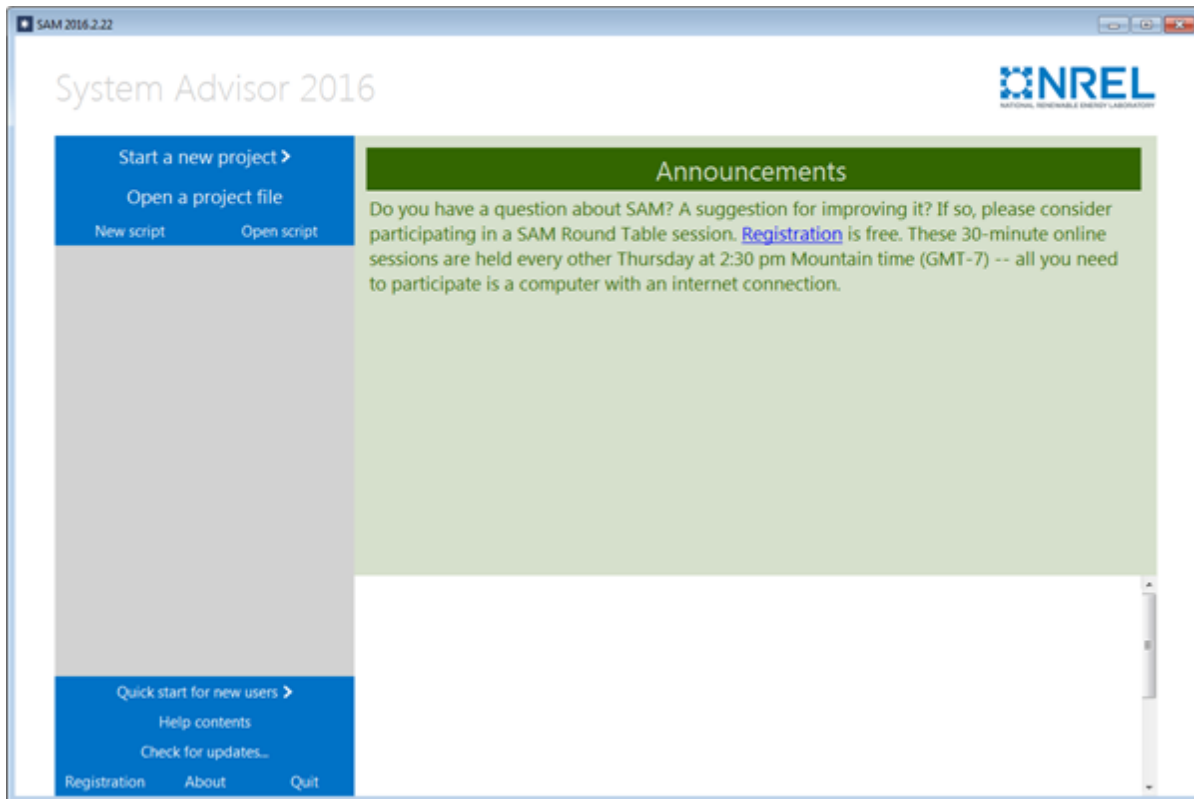 SAM 2016.2.22
System Advisor 2016
NREL
NATIONAL RENEWABLE ENERGY LABORATORY
Start a new project >
Open a project file
New script Open script
Announcements
Do you have a question about SAM? A suggestion for improving it? If so, please consider
participating in a SAM Round Table session. Registration is free. These 30-minute online
sessions are held every other Thursday at 2:30 pm Mountain time (GMT-7) -- all you need
to participate is a computer with an internet connection.
Quick start for new users >
Help contents
Check for updates...
Registration About Quit